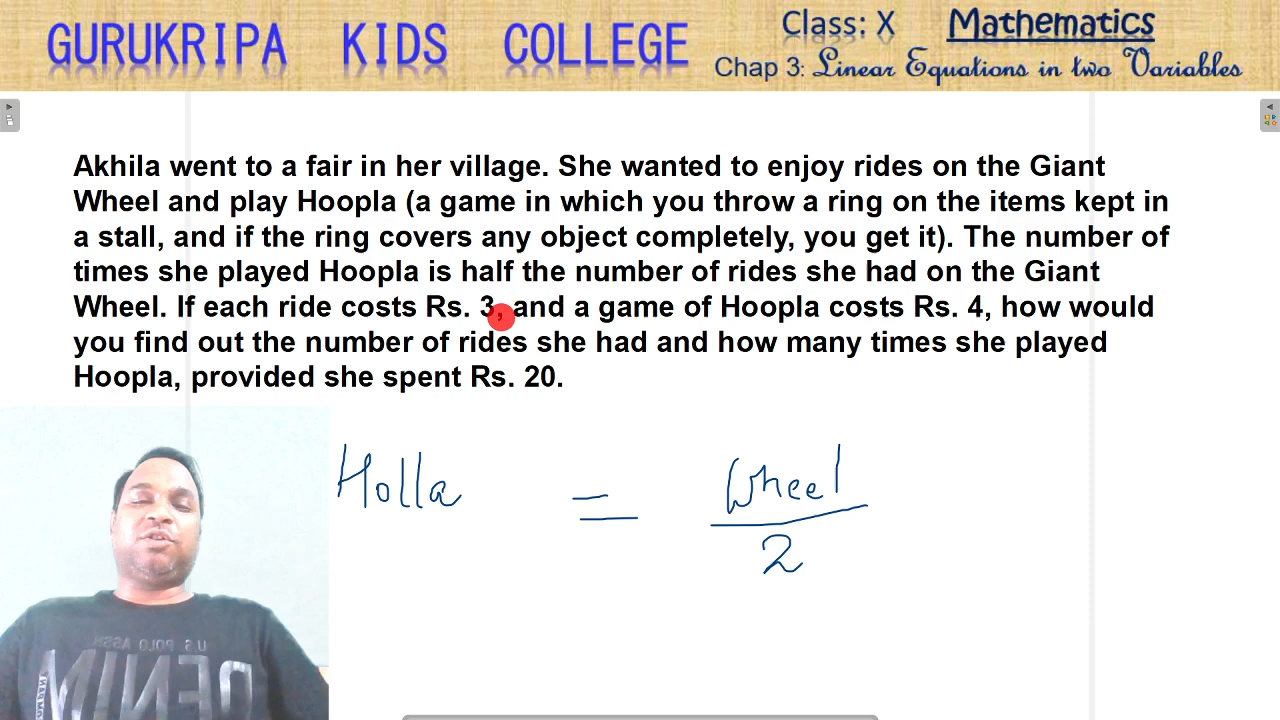 GURUKRIPA KIDS COLLEGE
Class: X Mathematics
Chap 3: Linear Equations in two Variables
Akhila went to a fair in her village. She wanted to enjoy rides on the Giant
Wheel and play Hoopla (a game in which you throw a ring on the items kept in
a stall, and if the ring covers any object completely, you get it). The number of
times she played Hoopla is half the number of rides she had on the Giant
Wheel. If each ride costs Rs. 3, and a game of Hoopla costs Rs. 4, how would
you find out the number of rides she had and how many times she played
Hoopla, provided she spent Rs. 20.
Holla = Wheel
2
U.S. POLO ASSN
DENIM